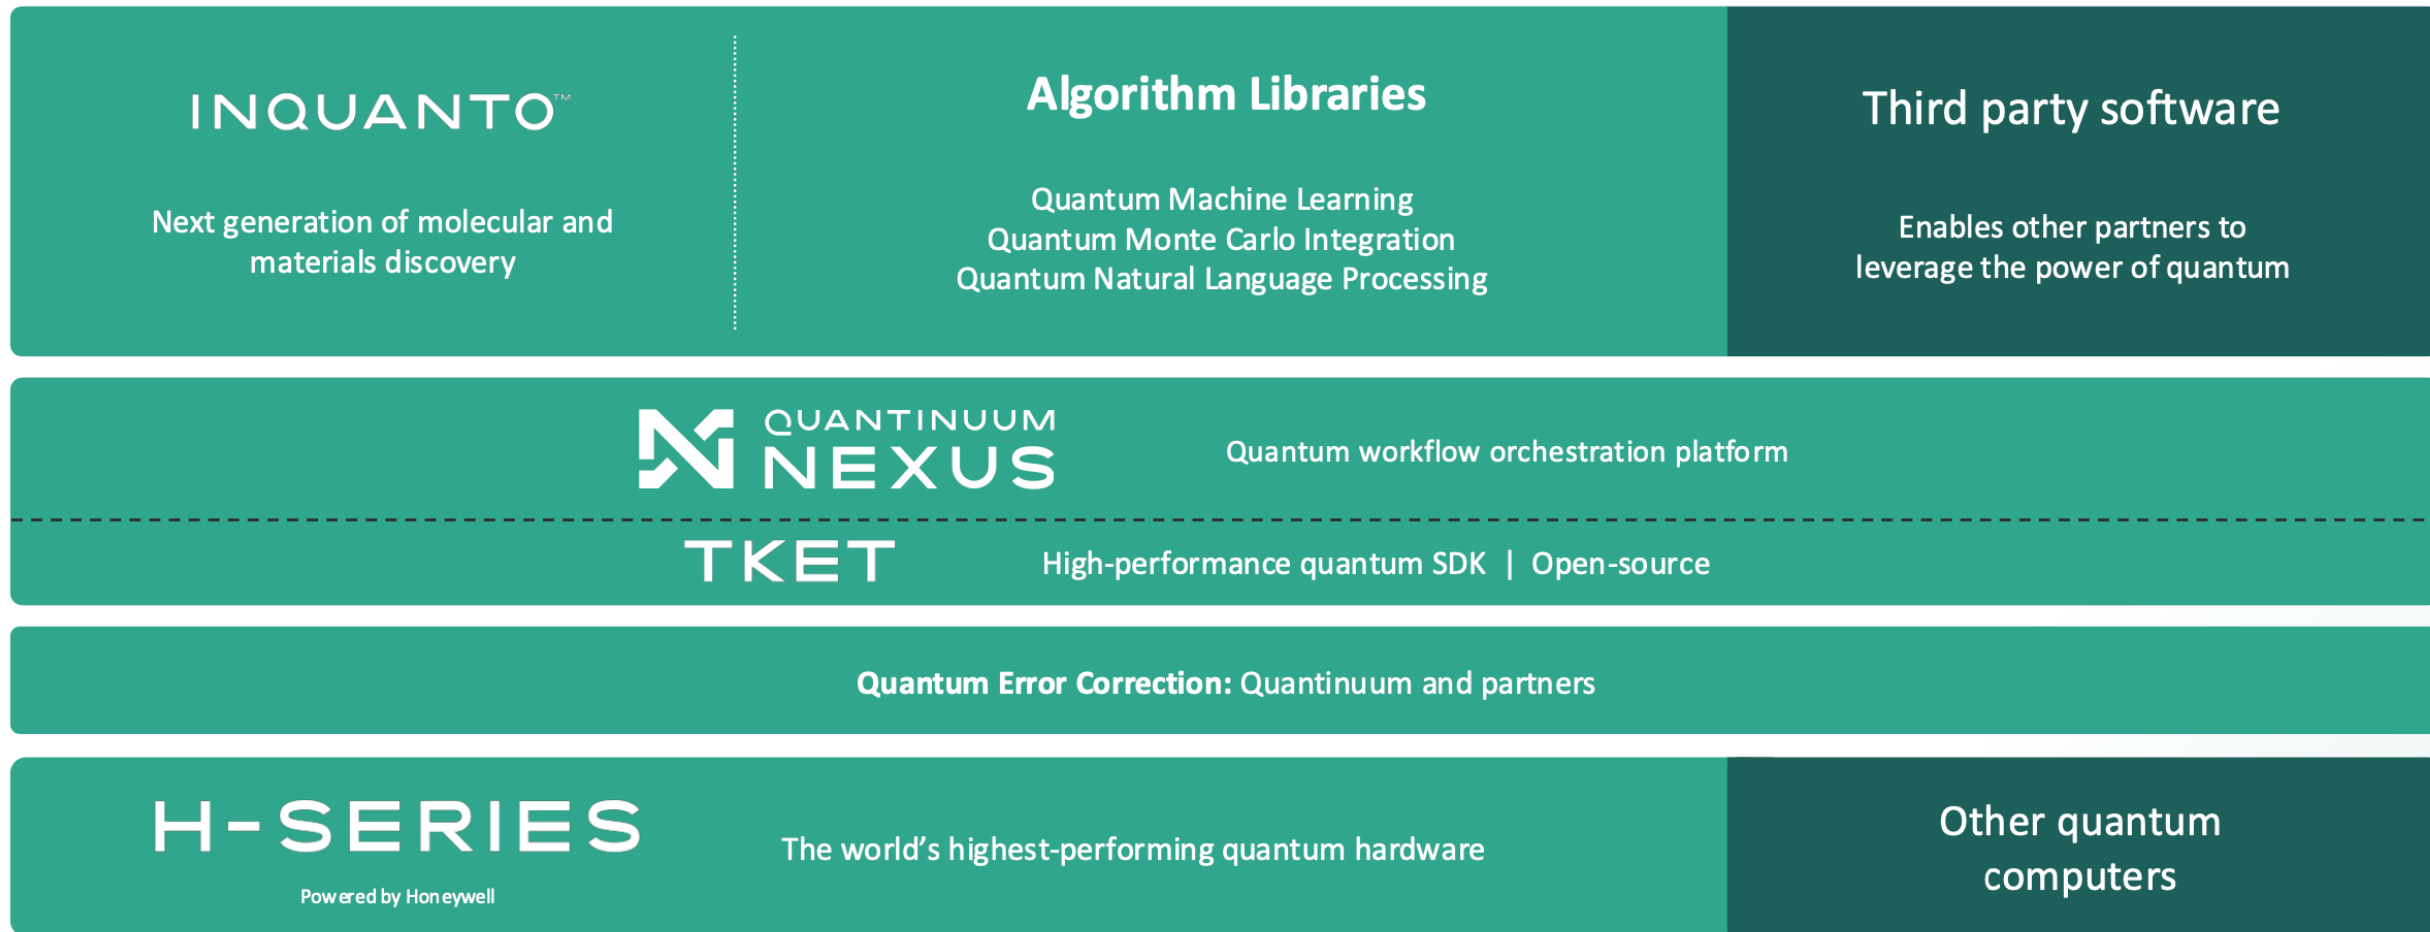 INQUANTO™
Next generation of molecular and
materials discovery
Algorithm Libraries
Quantum Machine Learning
Quantum Monte Carlo Integration
Quantum Natural Language Processing
Third party software
Enables other partners to
leverage the power of quantum
QUANTINUUM
NEXUS
Quantum workflow orchestration platform
TKET
High-performance quantum SDK | Open-source
Quantum Error Correction: Quantinuum and partners
H-SERIES
Powered by Honeywell
The world’s highest-performing quantum hardware
Other quantum
computers